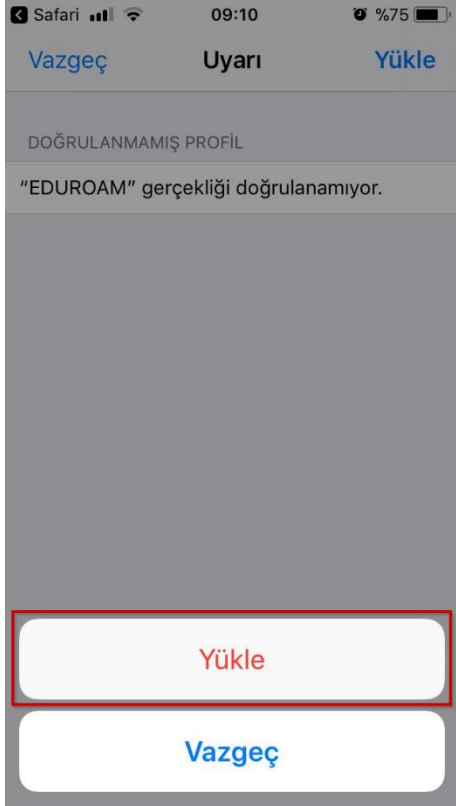 Safari 09:10 %75
Vazgeç Uyarı Yükle
DOĞRULANMAMIŞ PROFİL
“EDUROAM” gerçekliği doğrulanamıyor.
Yükle
Vazgeç